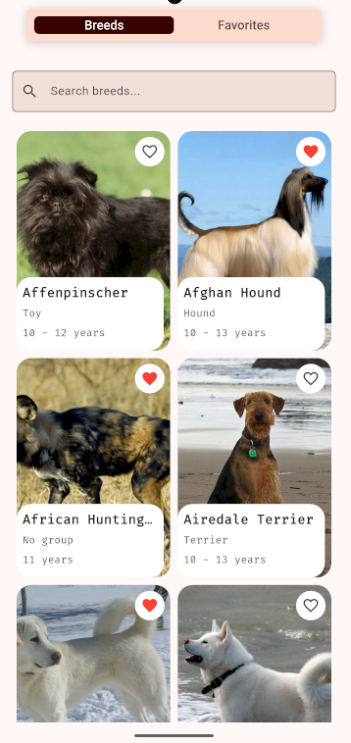 Breeds
Favorites
Search breeds...
Affenpinscher
Toy
10 - 12 years
Afghan Hound
Hound
10 - 13 years
African Hunting…
No group
11 years
Airedale Terrier
Terrier
10 - 13 years